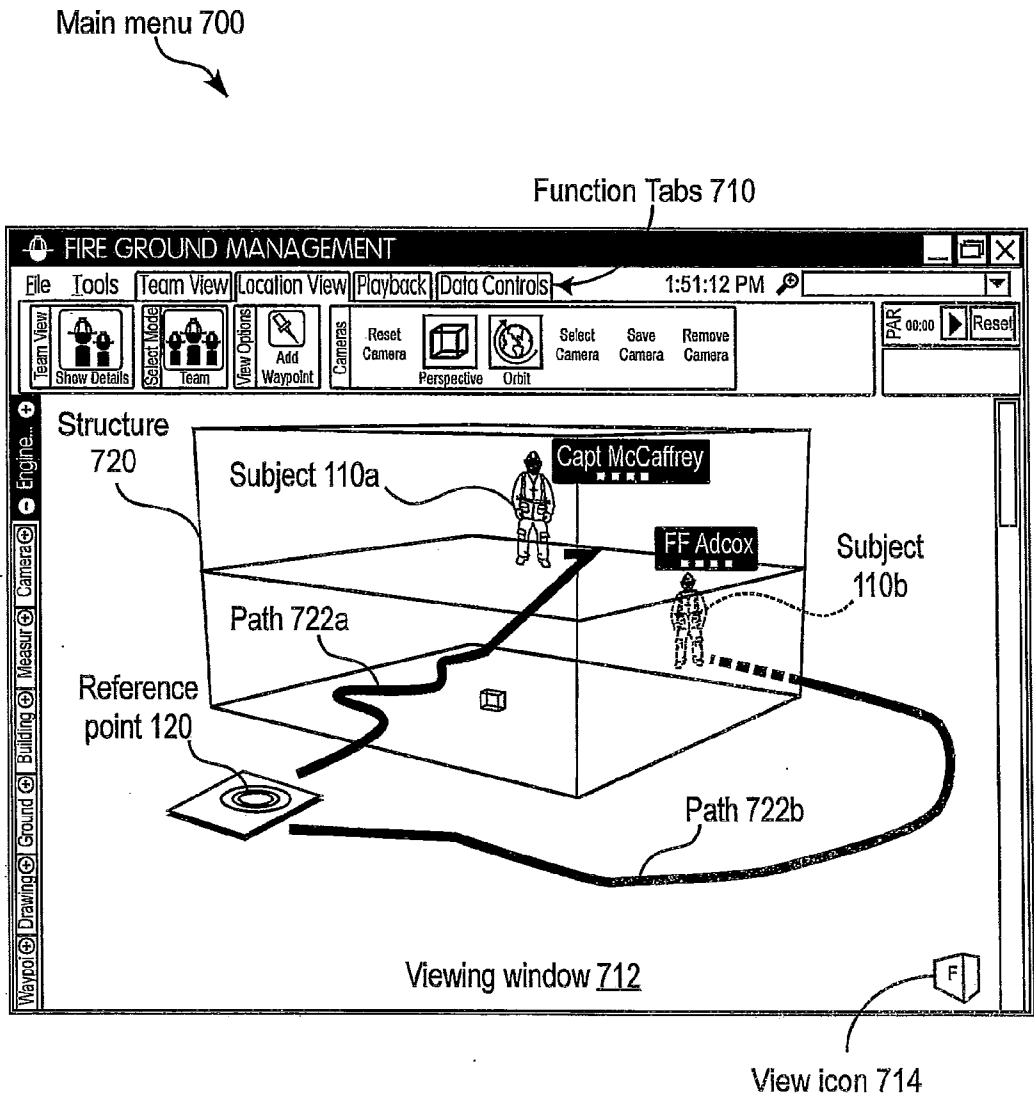 Main menu 700
Function Tabs 710
FIRE GROUND MANAGEMENT
File Tools Team View Location View Playback Data Controls 1:51:12 PM
Team View
Show Details
Select Mode
Team
View Options
Add
Waypoint
Cameras
Reset
Camera
Perspective
Orbit
Select
Camera
Save
Camera
Remove
Camera
PAR 00:00 Reset
Engine...
Camera
Measur
Building
Ground
Drawing
Waypoi
Structure
720
Subject 110a
Capt McCaffrey
FF Adcox
Subject
110b
Path 722a
Reference
point 120
Path 722b
Viewing window 712
F
View icon 714